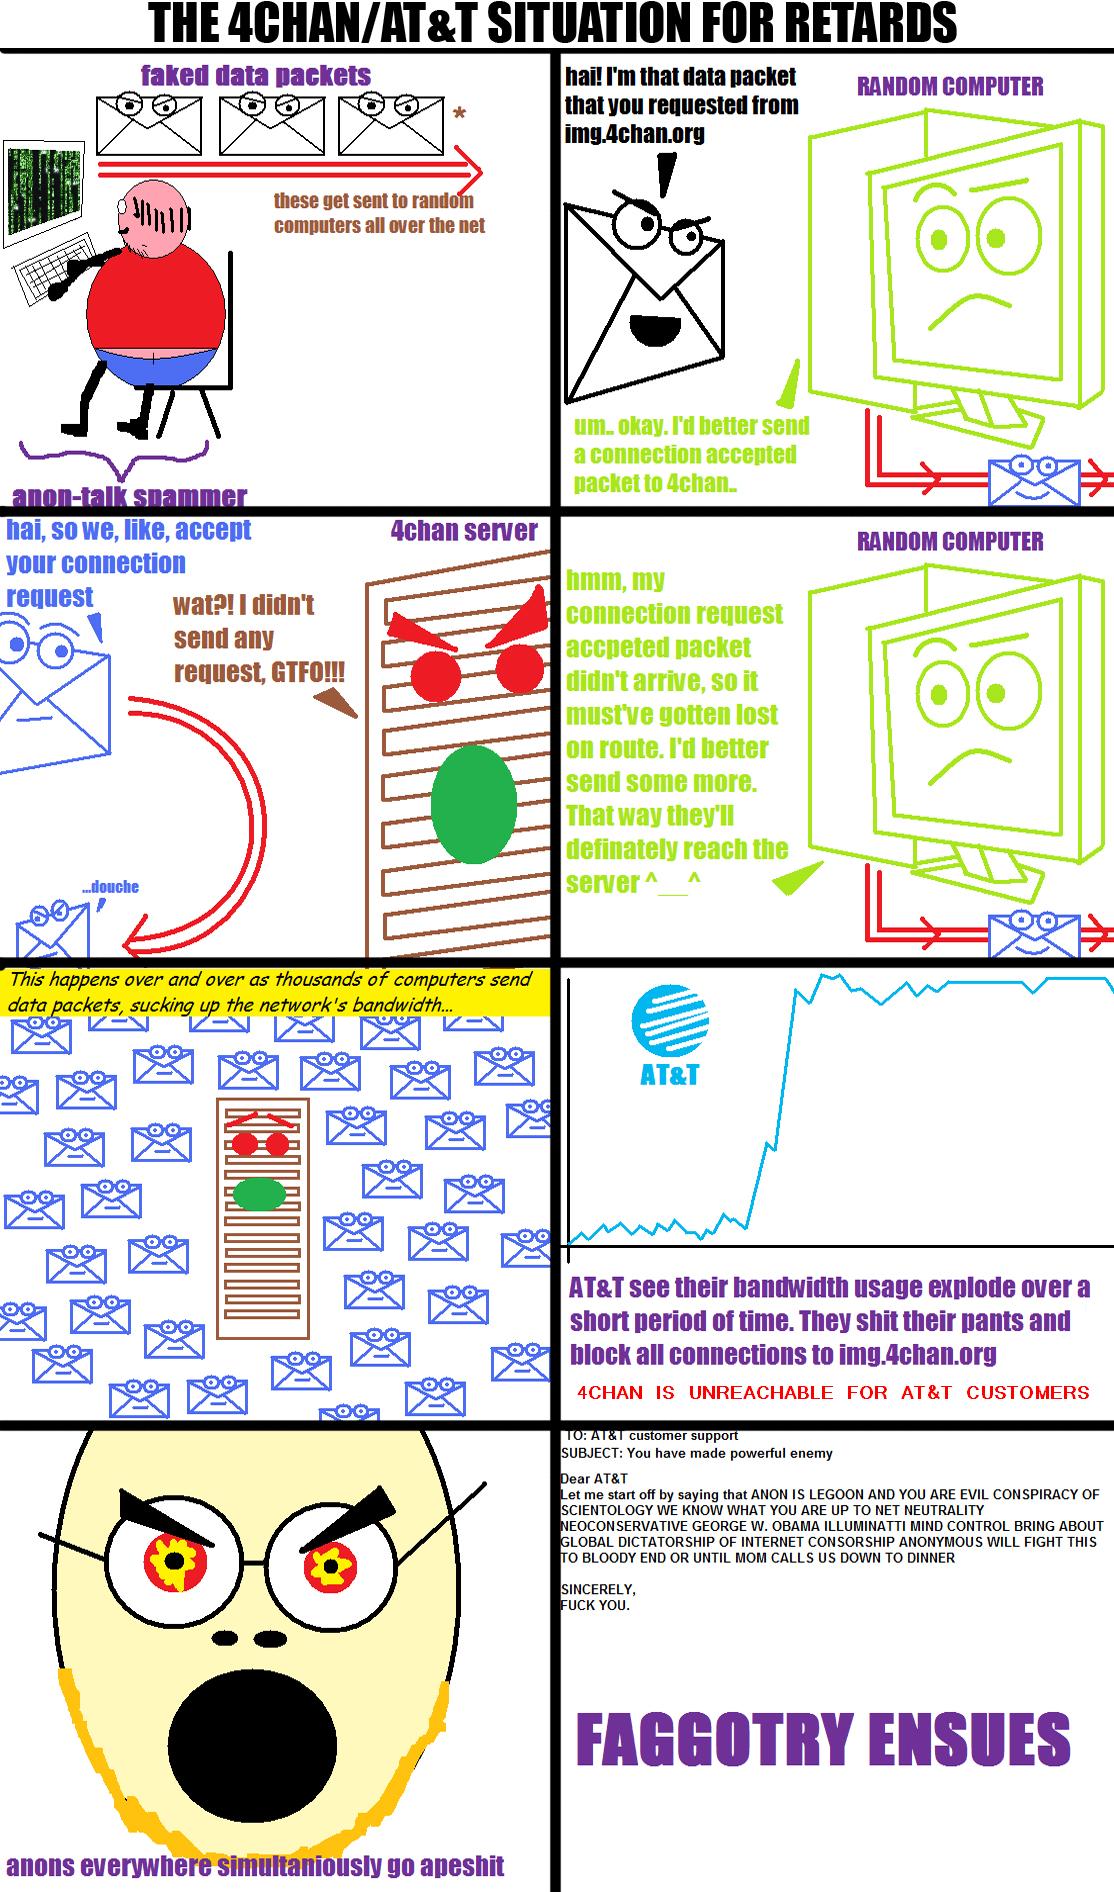 THE 4CHAN/AT&T SITUATION FOR RETARDS
faked data packets
*
these get sent to random
computers all over the net
anon-talk spammer
hai! I'm that data packet
that you requested from
img.4chan.org
RANDOM COMPUTER
um.. okay. I'd better send
a connection accepted
packet to 4chan..
hai, so we, like, accept
your connection
request
4chan server
wat?! I didn't
send any
request, GTFO!!!
...douche
RANDOM COMPUTER
hmm, my
connection request
accpeted packet
didn't arrive, so it
must've gotten lost
on route. I'd better
send some more.
That way they'll
definately reach the
server ^__^
This happens over and over as thousands of computers send
data packets, sucking up the network's bandwidth...
AT&T
AT&T see their bandwidth usage explode over a
short period of time. They shit their pants and
block all connections to img.4chan.org
4CHAN IS UNREACHABLE FOR AT&T CUSTOMERS
anons everywhere simultaniously go apeshit
TO: AT&T customer support
SUBJECT: You have made powerful enemy
Dear AT&T
Let me start off by saying that ANON IS LEGOON AND YOU ARE EVIL CONSPIRACY OF
SCIENTOLOGY WE KNOW WHAT YOU ARE UP TO NET NEUTRALITY
NEOCONSERVATIVE GEORGE W. OBAMA ILLUMINATTI MIND CONTROL BRING ABOUT
GLOBAL DICTATORSHIP OF INTERNET CONSORSHIP ANONYMOUS WILL FIGHT THIS
TO BLOODY END OR UNTIL MOM CALLS US DOWN TO DINNER
SINCERELY,
FUCK YOU.
FAGGOTRY ENSUES